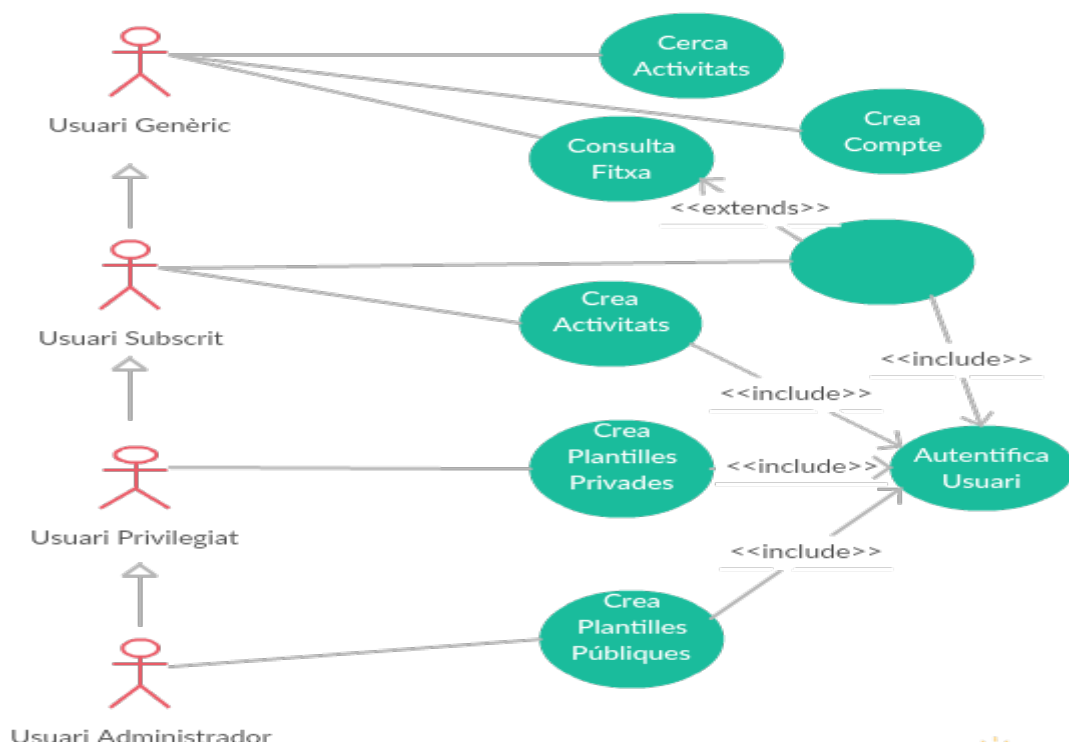 Cerca
Activitats
Crea
Compte
Usuari Genèric
Consulta
Fitxa
<<extends>>
Crea
Activitats
Usuari Subscrit
<<include>>
<<include>>
Crea
Plantilles
Privades
<<include>>
Autentifica
Usuari
Usuari Privilegiat
<<include>>
Crea
Plantilles
Públiques
Usuari Administrador